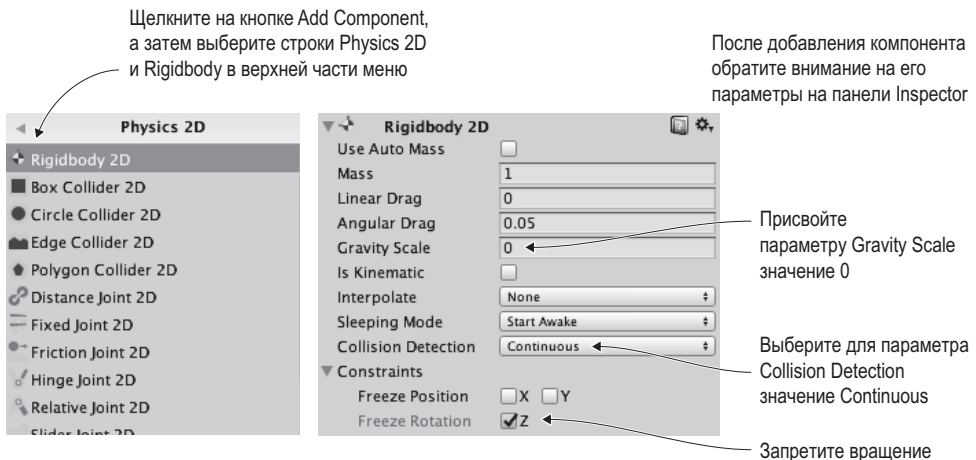 Щелкните на кнопке Add Component,
а затем выберите строки Physics 2D
и Rigidbody в верхней части меню
После добавления компонента
обратите внимание на его
параметры на панели Inspector
Physics 2D
Rigidbody 2D
Box Collider 2D
Circle Collider 2D
Edge Collider 2D
Polygon Collider 2D
Distance Joint 2D
Fixed Joint 2D
Friction Joint 2D
Hinge Joint 2D
Relative Joint 2D
Slider Joint 2D
Rigidbody 2D
Use Auto Mass
Mass 1
Linear Drag 0
Angular Drag 0.05
Gravity Scale 0
Is Kinematic
Interpolate None
Sleeping Mode Start Awake
Collision Detection Continuous
Constraints
Freeze Position X Y
Freeze Rotation Z
Присвойте
параметру Gravity Scale
значение 0
Выберите для параметра
Collision Detection
значение Continuous
Запретите вращение